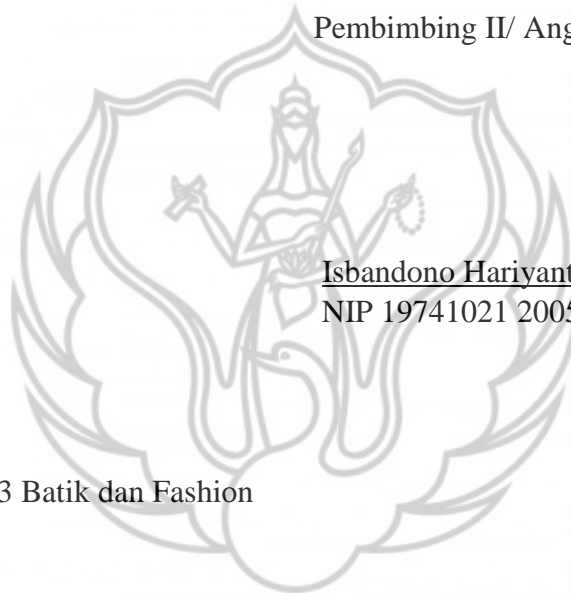 Pembimbing II/ Ang
Isbandono Hariyant
NIP 19741021 2005
3 Batik dan Fashion